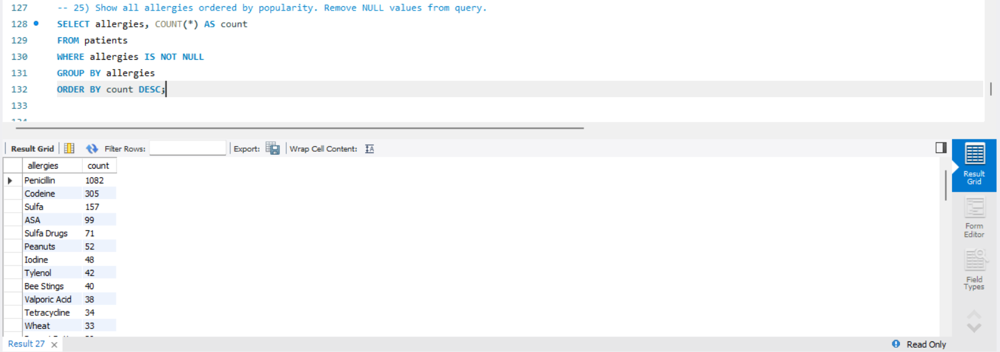 127 -- 25) Show all allergies ordered by popularity. Remove NULL values from query.
128 SELECT allergies, COUNT(*) AS count
129 FROM patients
130 WHERE allergies IS NOT NULL
131 GROUP BY allergies
132 ORDER BY count DESC;
133
Result Grid Filter Rows: Export: Wrap Cell Content:
allergies count
Penicillin 1082
Codeine 305
Sulfa 157
ASA 99
Sulfa Drugs 71
Peanuts 52
Iodine 48
Tylenol 42
Bee Stings 40
Valporic Acid 38
Tetracycline 34
Wheat 33
Result Grid
Form Editor
Field Types
Result 27
Read Only